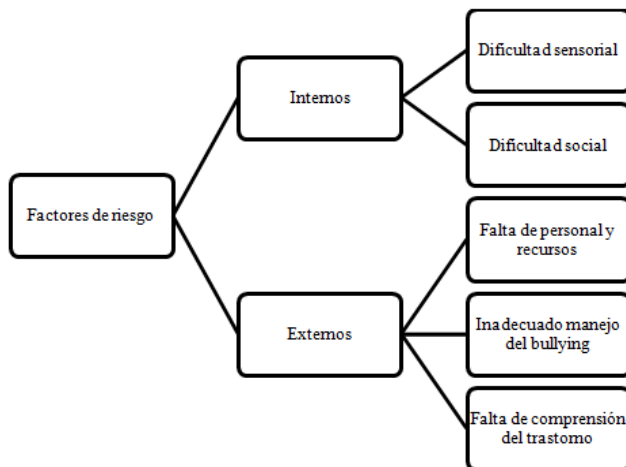 Factores de riesgo
Internos
Dificultad sensorial
Dificultad social
Externos
Falta de personal y
recursos
Inadecuado manejo
del bullying
Falta de comprensión
del trastorno